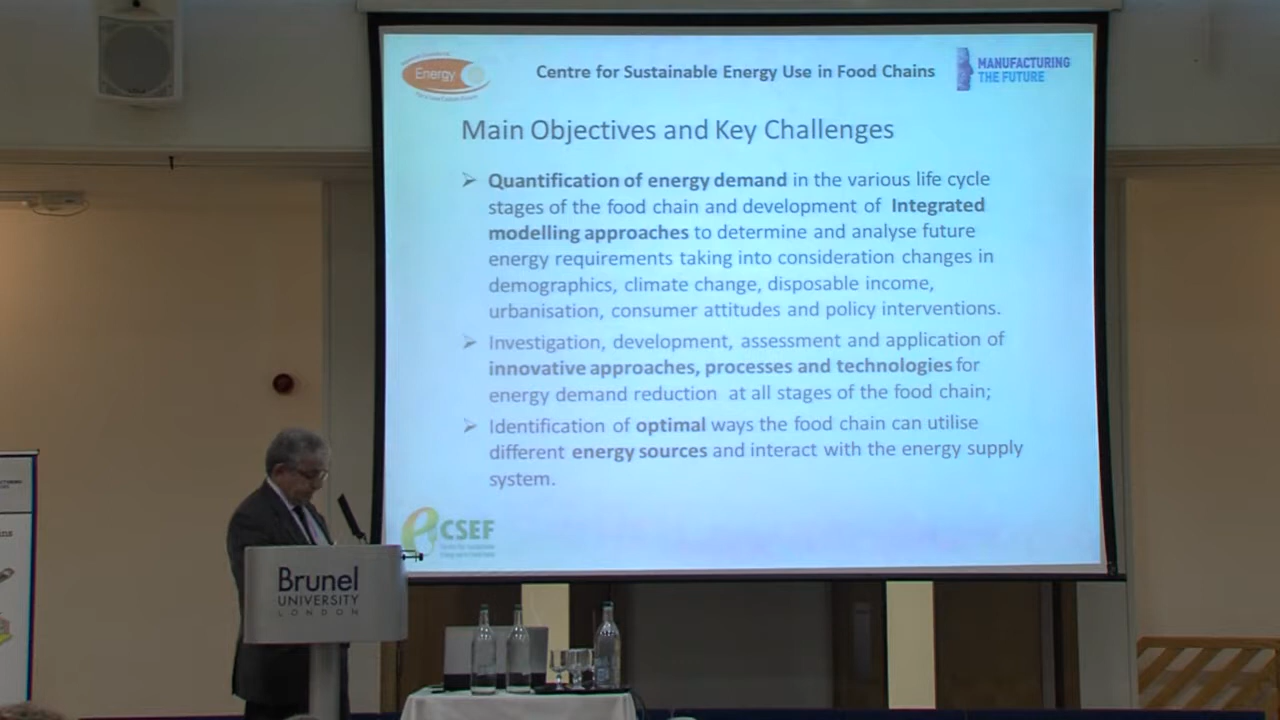 Energy
Centre for Sustainable Energy Use in Food Chains
MANUFACTURING
THE FUTURE
Main Objectives and Key Challenges
➢ Quantification of energy demand in the various life cycle
stages of the food chain and development of Integrated
modelling approaches to determine and analyse future
energy requirements taking into consideration changes in
demographics, climate change, disposable income,
urbanisation, consumer attitudes and policy interventions.
➢ Investigation, development, assessment and application of
innovative approaches, processes and technologies for
energy demand reduction at all stages of the food chain;
➢ Identification of optimal ways the food chain can utilise
different energy sources and interact with the energy supply
system.
CSEF
Brunel
UNIVERSITY
LONDON